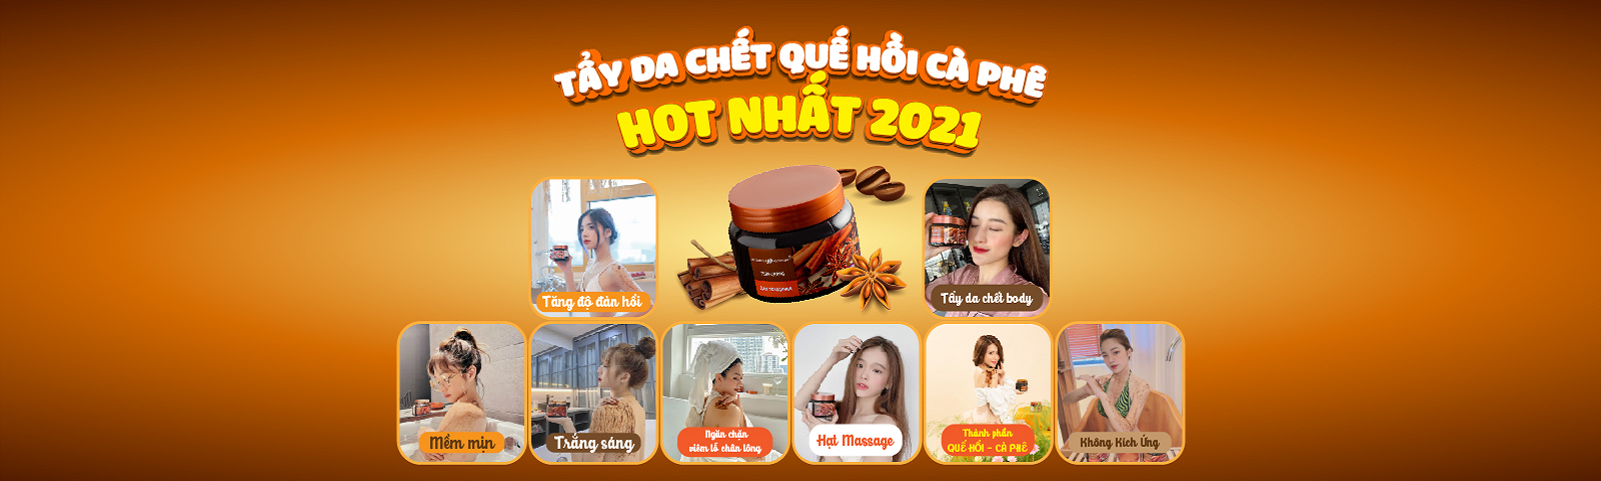 TẨY DA CHẾT QUẾ HỒI CÀ PHÊ
HOT NHẤT 2021
Tăng độ đàn hồi
Tẩy da chết body
Mềm mịn
Trắng sáng
Ngăn chặn
viêm lỗ chân lông
Hạt Massage
Thành phần
QUẾ HỒI - CÀ PHÊ
Không Kích Ứng